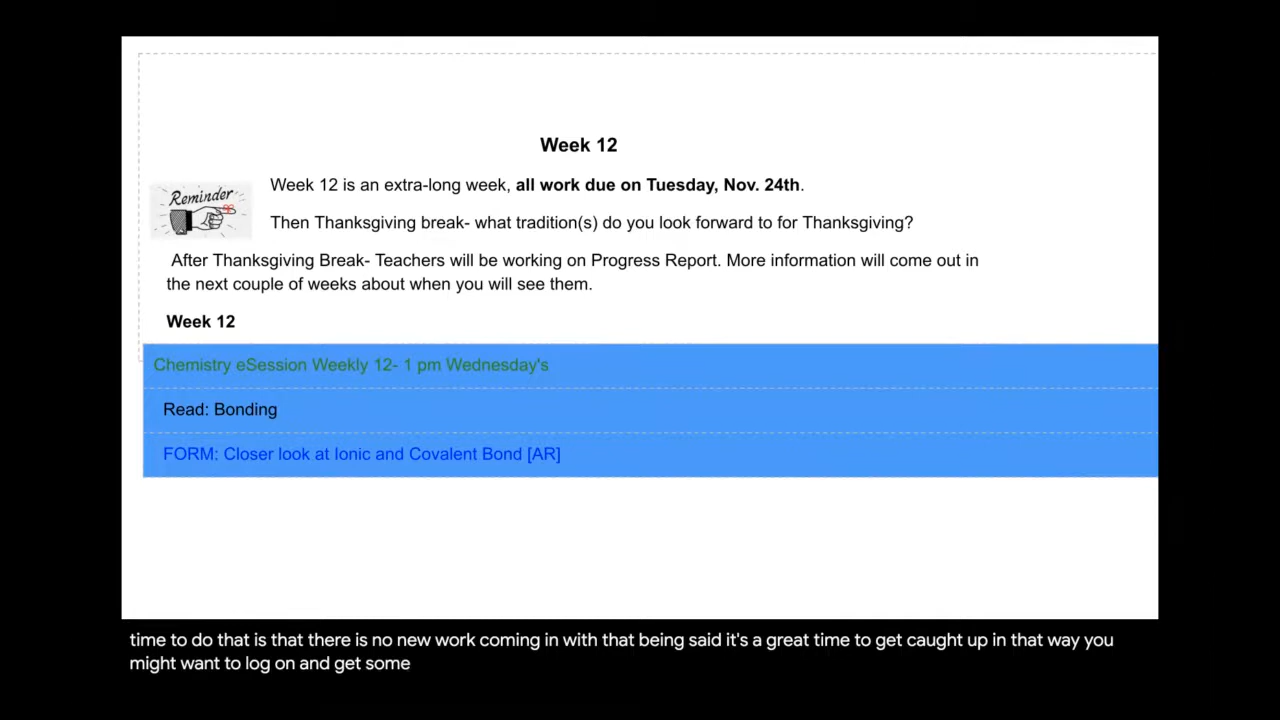 Week 12
Reminder
Week 12 is an extra-long week, all work due on Tuesday, Nov. 24th.
Then Thanksgiving break- what tradition(s) do you look forward to for Thanksgiving?
After Thanksgiving Break- Teachers will be working on Progress Report. More information will come out in
the next couple of weeks about when you will see them.
Week 12
Chemistry eSession Weekly 12- 1 pm Wednesday's
Read: Bonding
FORM: Closer look at Ionic and Covalent Bond [AR]
time to do that is that there is no new work coming in with that being said it's a great time to get caught up in that way you
might want to log on and get some